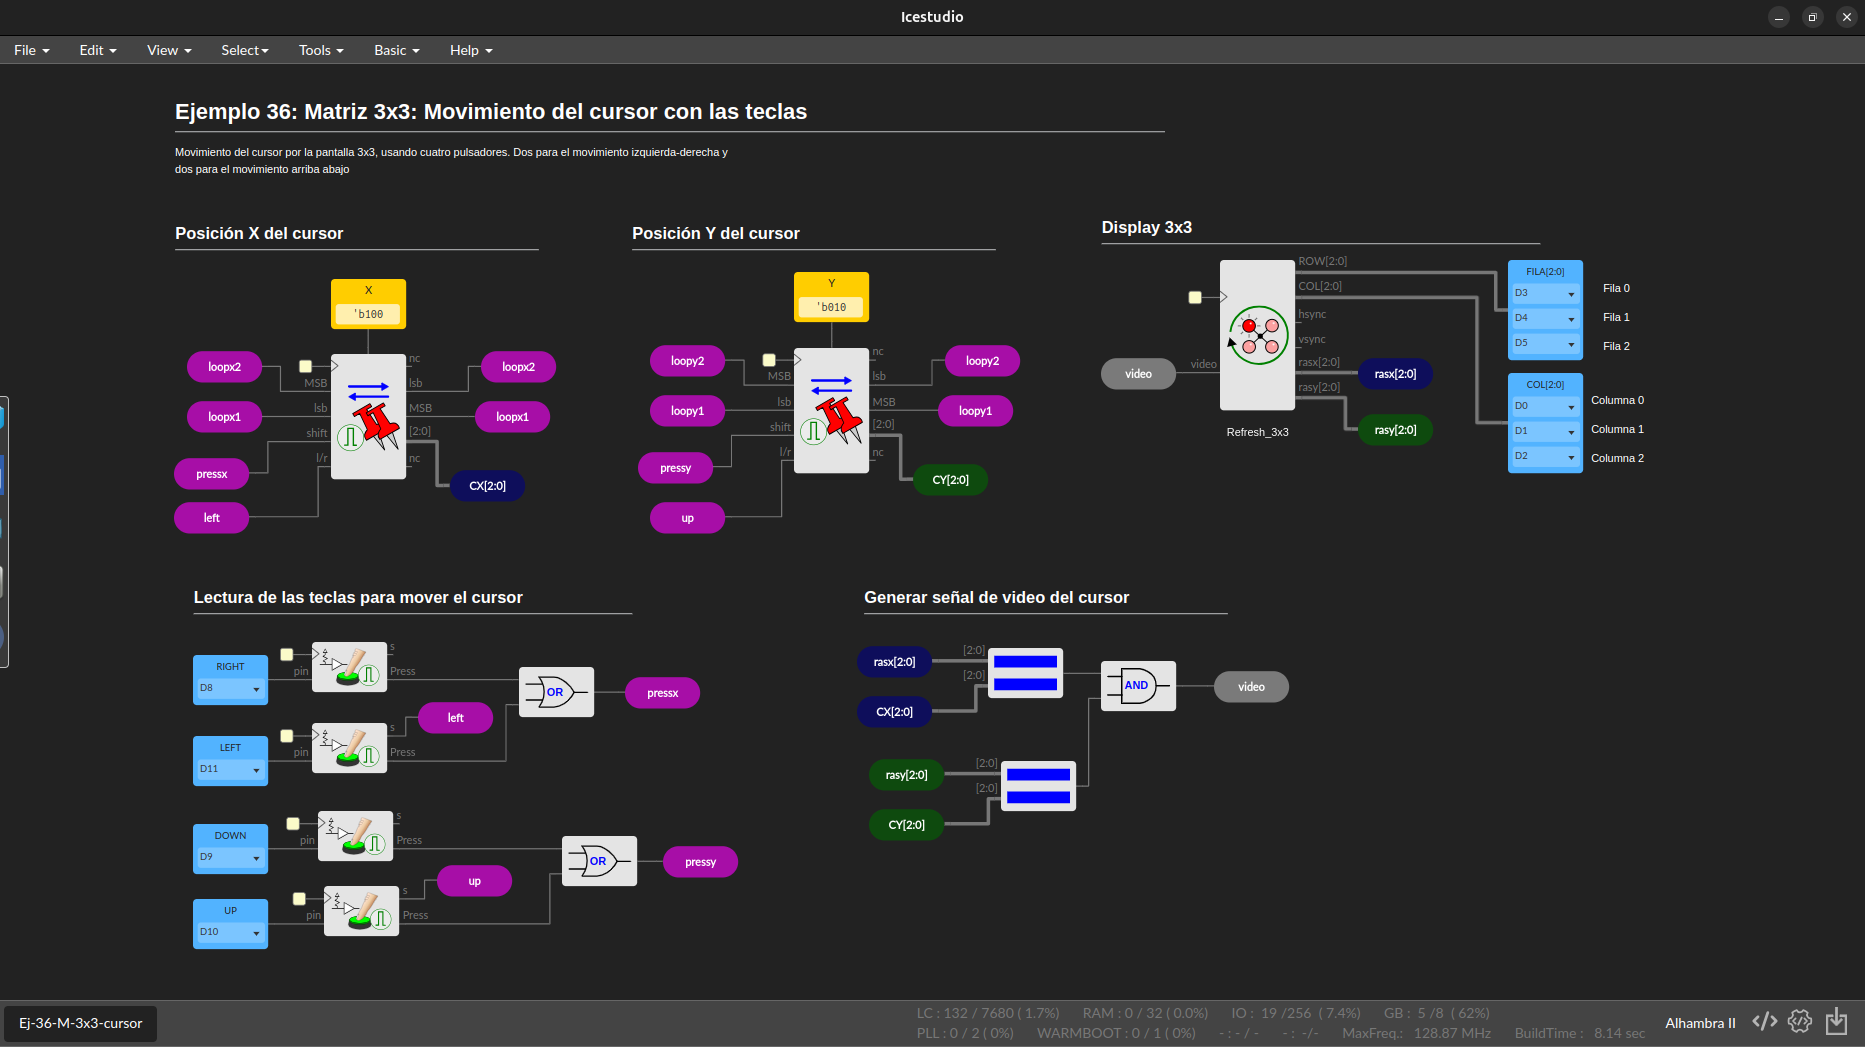 Icestudio
File Edit View Select Tools Basic Help
Ejemplo 36: Matriz 3x3: Movimiento del cursor con las teclas
Movimiento del cursor por la pantalla 3x3, usando cuatro pulsadores. Dos para el movimiento izquierda-derecha y
dos para el movimiento arriba abajo
Posición X del cursor
X
'b100
loopx2
loopx1
pressx
left
MSB
lsb
shift
l/r
nc
lsb
MSB
[2:0]
nc
loopx2
loopx1
CX[2:0]
Posición Y del cursor
Y
'b010
loopy2
loopy1
pressy
up
MSB
lsb
shift
l/r
nc
lsb
MSB
[2:0]
nc
loopy2
loopy1
CY[2:0]
Display 3x3
video
video
ROW[2:0]
COL[2:0]
hsync
vsync
rasx[2:0]
rasy[2:0]
Refresh_3x3
rasx[2:0]
rasy[2:0]
FILA[2:0]
D3
D4
D5
Fila 0
Fila 1
Fila 2
COL[2:0]
D0
D1
D2
Columna 0
Columna 1
Columna 2
Lectura de las teclas para mover el cursor
RIGHT
D8
pin
s
Press
LEFT
D11
pin
s
Press
left
OR
pressx
DOWN
D9
pin
s
Press
UP
D10
pin
s
Press
up
OR
pressy
Generar señal de video del cursor
rasx[2:0]
CX[2:0]
[2:0]
[2:0]
rasy[2:0]
CY[2:0]
[2:0]
[2:0]
AND
video
Ej-36-M-3x3-cursor
LC : 132 / 7680 ( 1.7%) RAM : 0 / 32 ( 0.0%) IO : 19 /256 ( 7.4%) GB : 5 /8 ( 62%)
PLL : 0 / 2 ( 0%) WARMBOOT : 0 / 1 ( 0%) - : - / - - : -/- MaxFreq.: 128.87 MHz BuildTime : 8.14 sec
Alhambra II